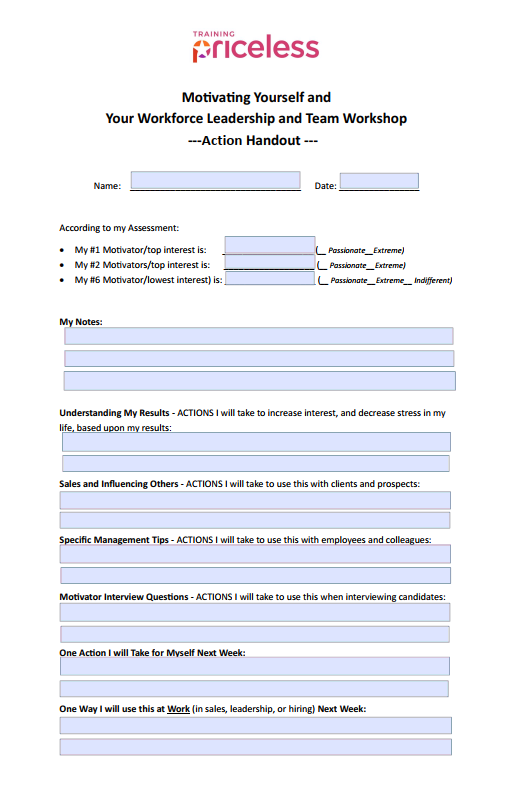 TRAINING
priceless
Motivating Yourself and
Your Workforce Leadership and Team Workshop
---Action Handout ---
Name: Date:
According to my Assessment:
• My #1 Motivator/top interest is: (__ Passionate__Extreme)
• My #2 Motivators/top interest is: (__ Passionate__Extreme)
• My #6 Motivator/lowest interest) is: (__ Passionate__Extreme__ Indifferent)
My Notes:
Understanding My Results - ACTIONS I will take to increase interest, and decrease stress in my
life, based upon my results:
Sales and Influencing Others - ACTIONS I will take to use this with clients and prospects:
Specific Management Tips - ACTIONS I will take to use this with employees and colleagues:
Motivator Interview Questions - ACTIONS I will take to use this when interviewing candidates:
One Action I will Take for Myself Next Week:
One Way I will use this at Work (in sales, leadership, or hiring) Next Week: